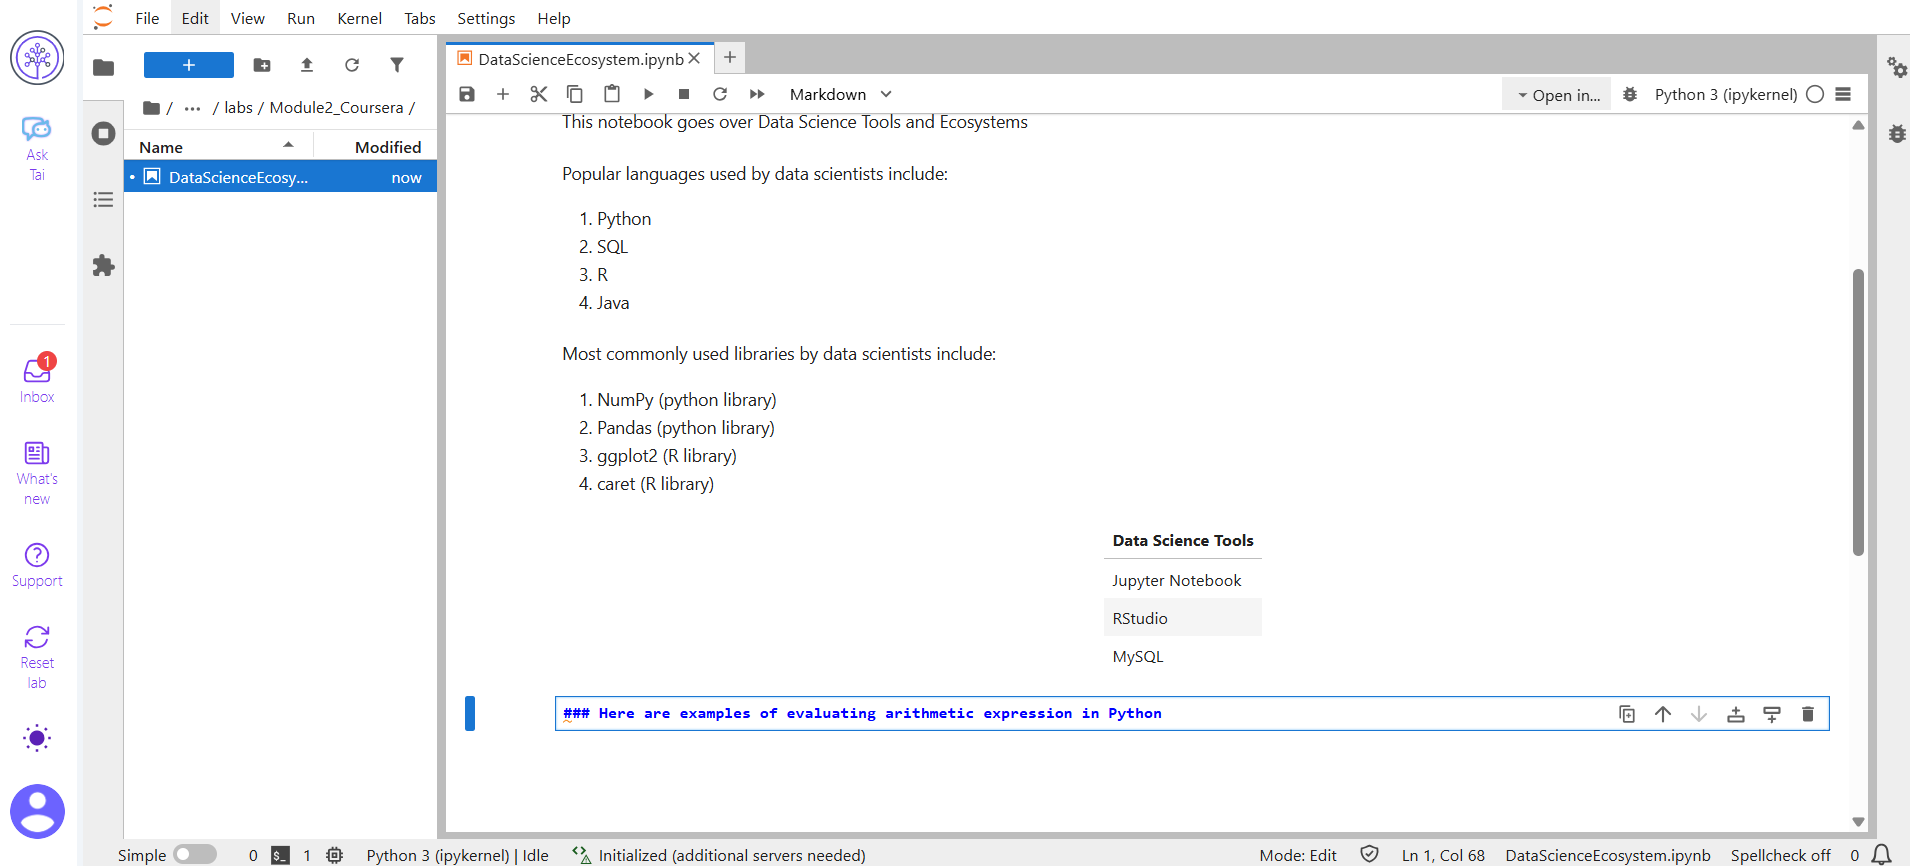 File Edit View Run Kernel Tabs Settings Help
Ask
Tai
1
Inbox
What's
new
Support
Reset
lab
+
/ ... / labs / Module2_Coursera /
Name Modified
• DataScienceEcosy... now
DataScienceEcosystem.ipynb
Markdown
Open in...
Python 3 (ipykernel)
This notebook goes over Data Science Tools and Ecosystems
Popular languages used by data scientists include:
1. Python
2. SQL
3. R
4. Java
Most commonly used libraries by data scientists include:
1. NumPy (python library)
2. Pandas (python library)
3. ggplot2 (R library)
4. caret (R library)
Data Science Tools
Jupyter Notebook
RStudio
MySQL
### Here are examples of evaluating arithmetic expression in Python
Simple 0 $_ 1 Python 3 (ipykernel) | Idle Initialized (additional servers needed) Mode: Edit Ln 1, Col 68 DataScienceEcosystem.ipynb Spellcheck off 0